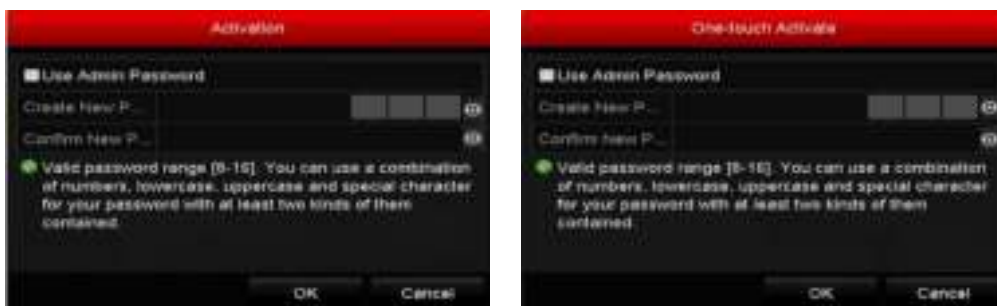 Activation
Use Admin Password
Create New P...
Confirm New P...
Valid password range [8-16]. You can use a combination
of numbers, lowercase, uppercase and special character
for your password with at least two kinds of them
contained.
OK Cancel
One-touch Activate
Use Admin Password
Create New P...
Confirm New P...
Valid password range [8-16]. You can use a combination
of numbers, lowercase, uppercase and special character
for your password with at least two kinds of them
contained.
OK Cancel